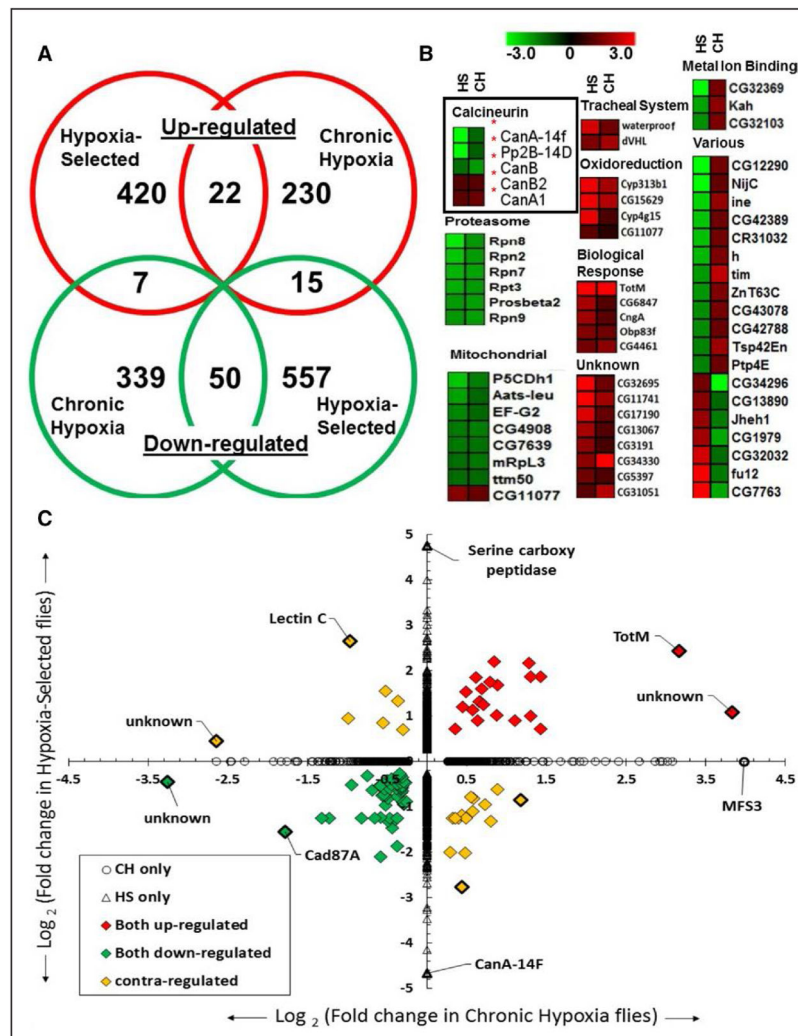 A
Hypoxia-
Selected
Up-regulated
Chronic
Hypoxia
420
22
230
7
15
339
50
557
Chronic
Hypoxia
Hypoxia-
Selected
Down-regulated
B
-3.0 0 3.0
HS CH
Calcineurin
*
* CanA-14f
* Pp2B-14D
* CanB
* CanB2
* CanA1
Proteasome
Rpn8
Rpn2
Rpn7
Rpt3
Prosbeta2
Rpn9
Mitochondrial
P5CDh1
Aats-leu
EF-G2
CG4908
CG7639
mRpL3
ttm50
CG11077
HS CH
Tracheal System
waterproof
dVHL
Oxidoreduction
Cyp313b1
CG15629
Cyp4g15
CG11077
Biological
Response
TotM
CG6847
CngA
Obp83f
CG4461
Unknown
CG32695
CG11741
CG17190
CG13067
CG3191
CG34330
CG5397
CG31051
HS CH
Metal Ion Binding
CG32369
Kah
CG32103
Various
CG12290
NijC
ine
CG42389
CR31032
h
tim
ZnT63C
CG43078
CG42788
Tsp42En
Ptp4E
CG34296
CG13890
Jheh1
CG1979
CG32032
fu12
CG7763
C
Log 2 (Fold change in Hypoxia-Selected flies)
5
4
3
2
1
-1
-2
-3
-4
-5
-4.5 -3.5 -2.5 -1.5 -0.5 0.5 1.5 2.5 3.5 4.5
Serine carboxy
peptidase
Lectin C
TotM
unknown
unknown
unknown
MFS3
Cad87A
CanA-14F
CH only
HS only
Both up-regulated
Both down-regulated
contra-regulated
Log 2 (Fold change in Chronic Hypoxia flies)